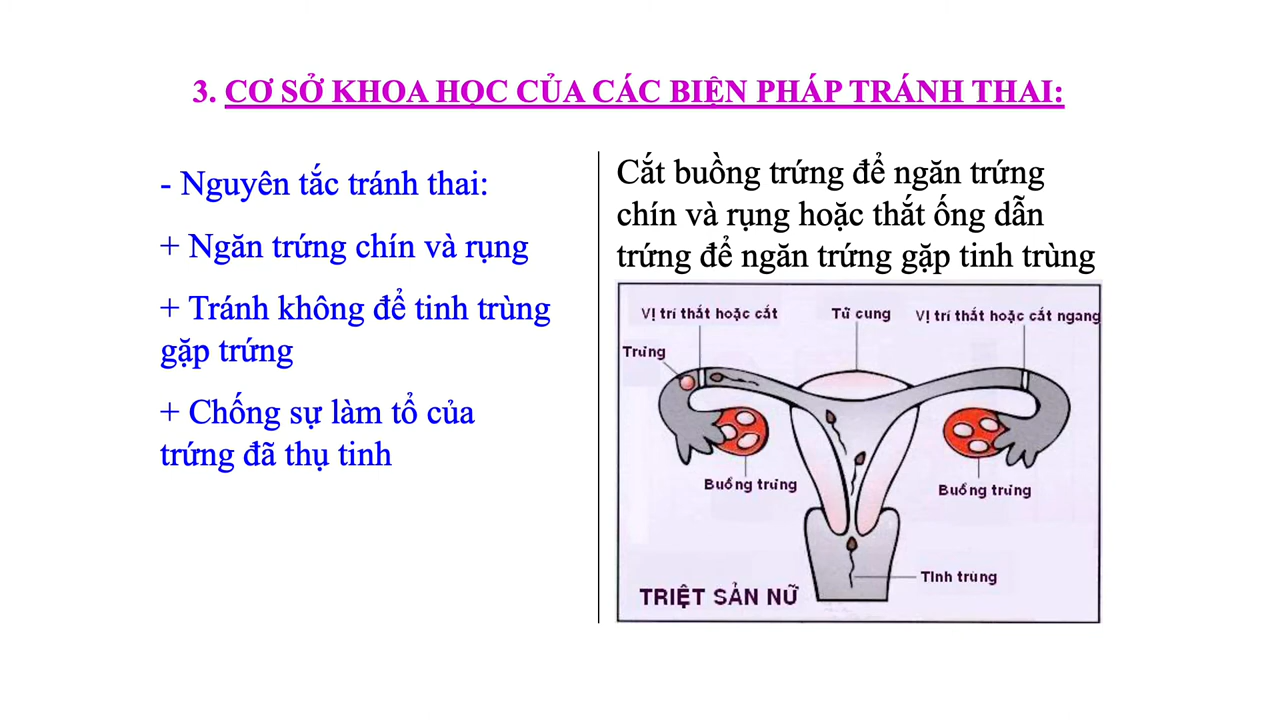 3. CƠ SỞ KHOA HỌC CỦA CÁC BIỆN PHÁP TRÁNH THAI:
- Nguyên tắc tránh thai:
+ Ngăn trứng chín và rụng
+ Tránh không để tinh trùng
gặp trứng
+ Chống sự làm tổ của
trứng đã thụ tinh
Cắt buồng trứng để ngăn trứng
chín và rụng hoặc thắt ống dẫn
trứng để ngăn trứng gặp tinh trùng
Vị trí thắt hoặc cắt
Tử cung
Vị trí thắt hoặc cắt ngang
Trứng
Buồng trứng
Buồng trứng
Tinh trùng
TRIỆT SẢN NỮ